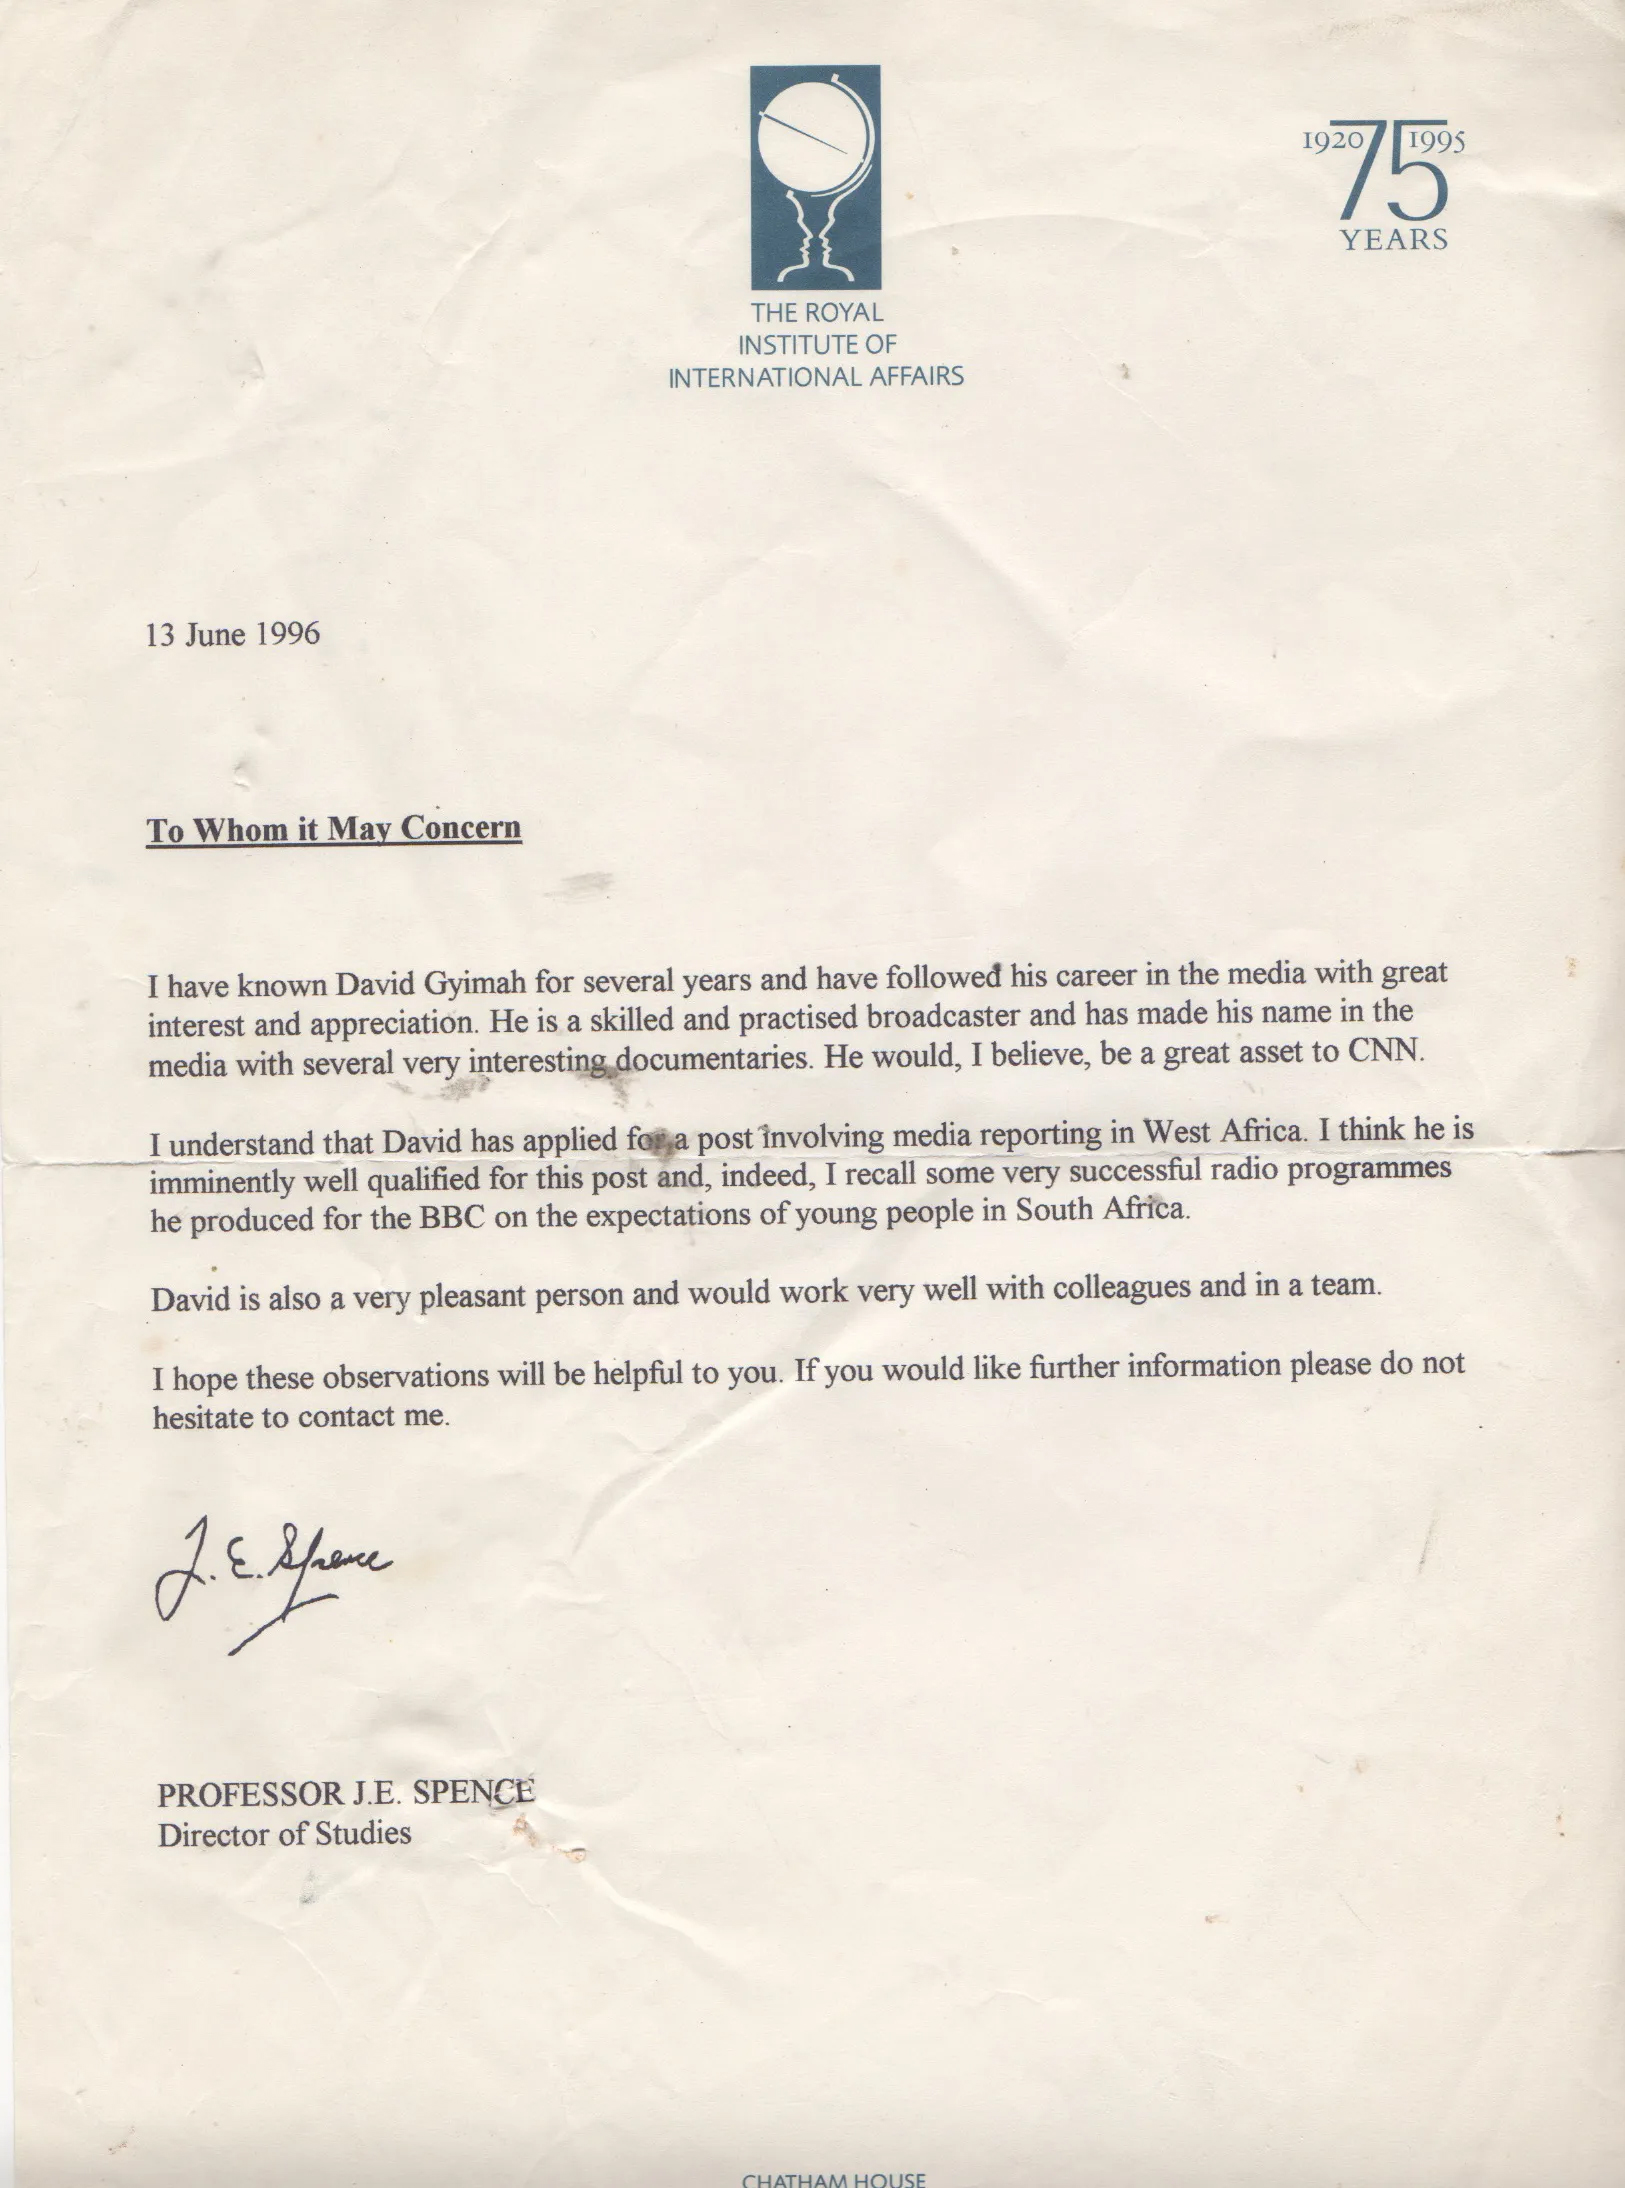 1920 75 1995
YEARS
THE ROYAL
INSTITUTE OF
INTERNATIONAL AFFAIRS
13 June 1996
To Whom it May Concern
I have known David Gyimah for several years and have followed his career in the media with great
interest and appreciation. He is a skilled and practised broadcaster and has made his name in the
media with several very interesting documentaries. He would, I believe, be a great asset to CNN.
I understand that David has applied for a post involving media reporting in West Africa. I think he is
imminently well qualified for this post and, indeed, I recall some very successful radio programmes
he produced for the BBC on the expectations of young people in South Africa.
David is also a very pleasant person and would work very well with colleagues and in a team.
I hope these observations will be helpful to you. If you would like further information please do not
hesitate to contact me.
J. E. Spence
PROFESSOR J.E. SPENCE
Director of Studies
CHATHAM HOUSE